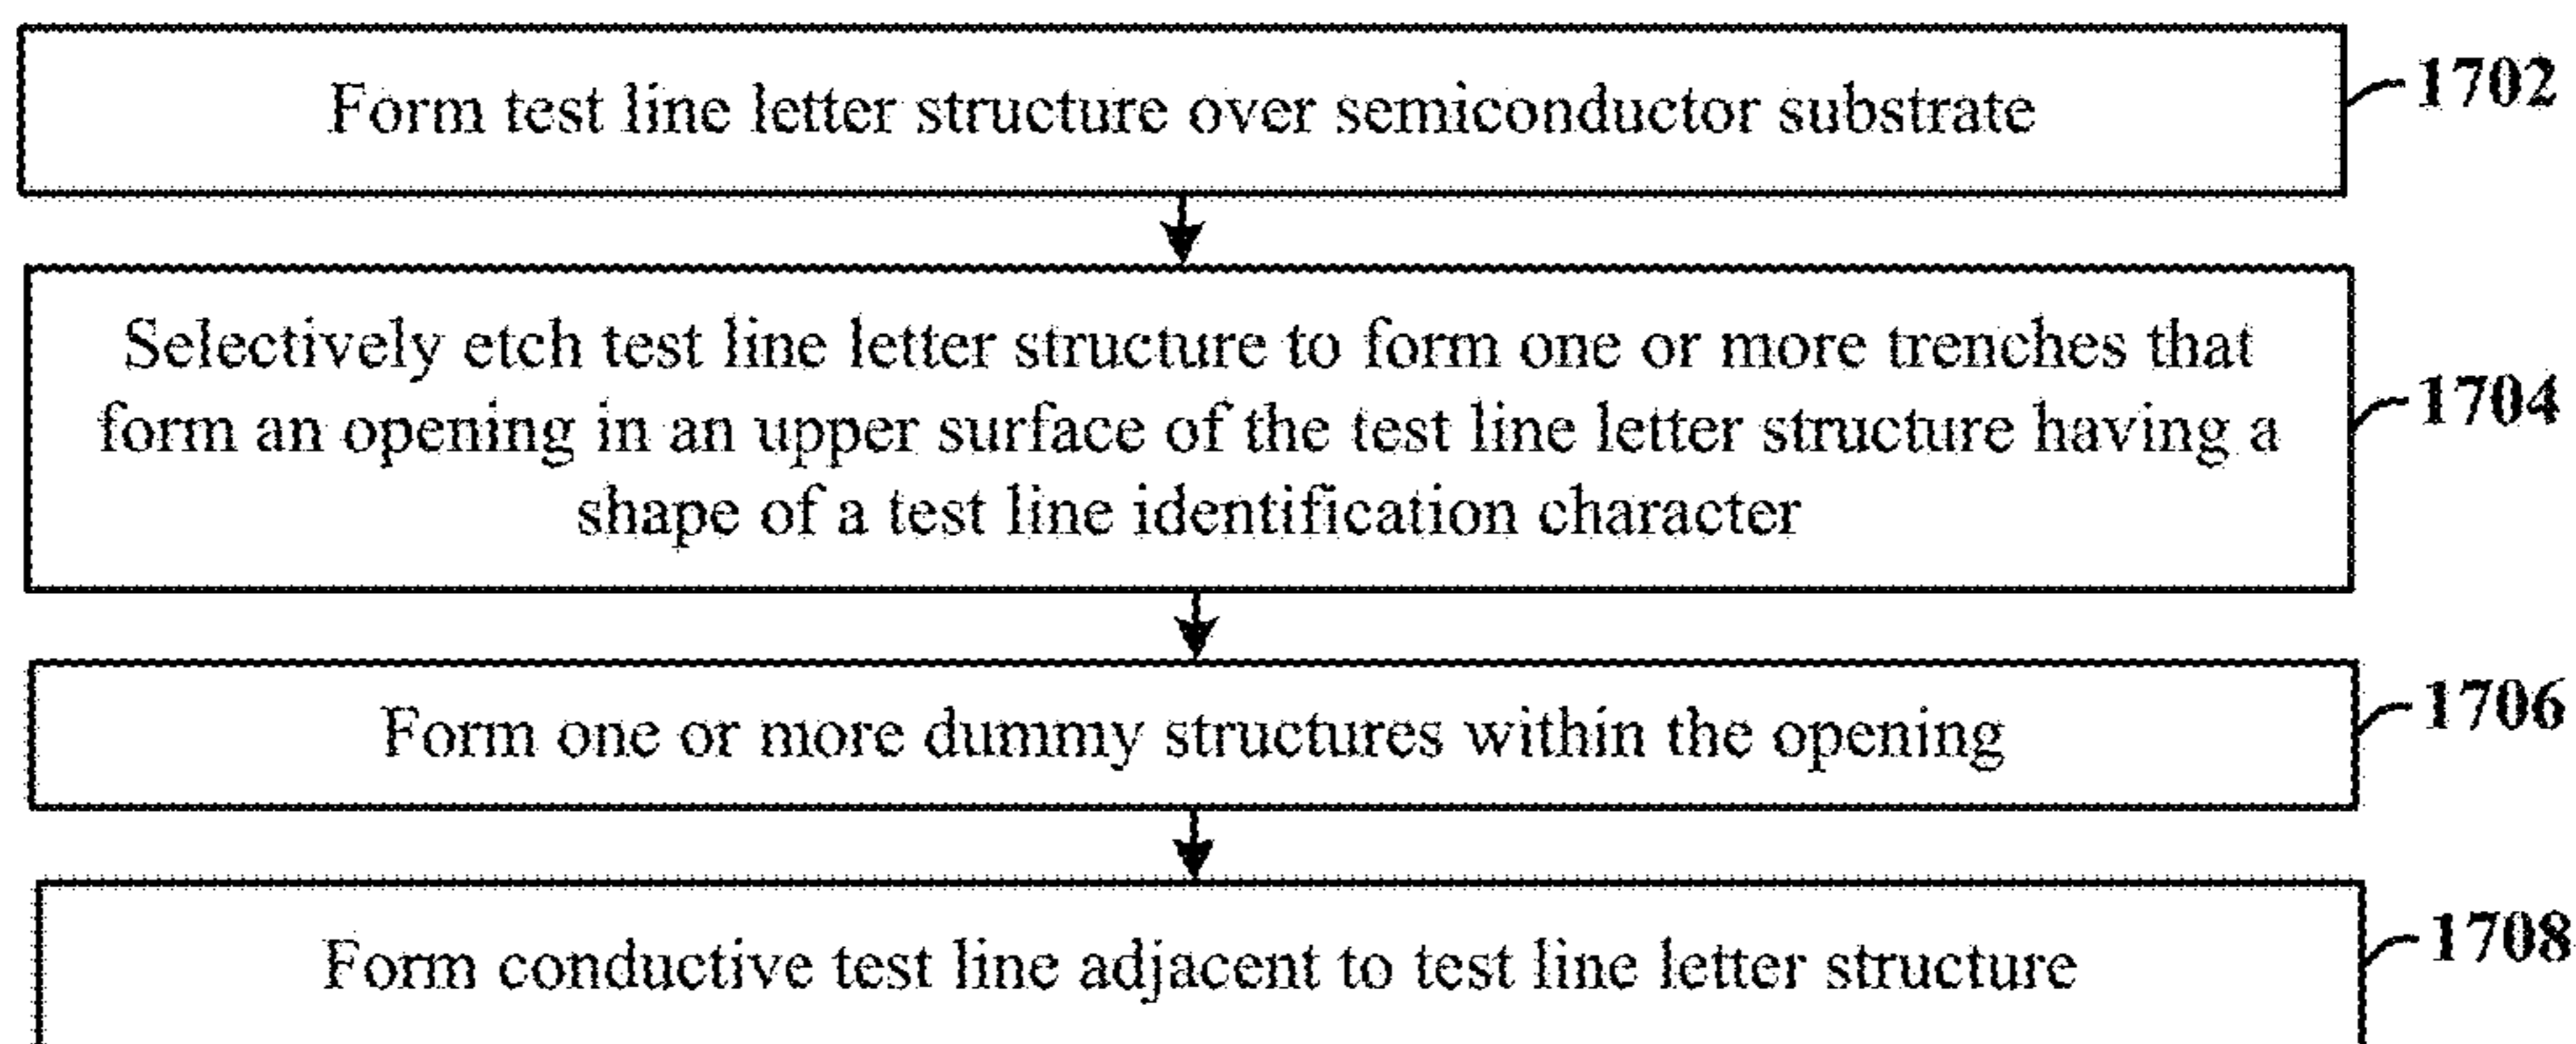 Form test line letter structure over semiconductor substrate
1702
Selectively etch test line letter structure to form one or more trenches that
form an opening in an upper surface of the test line letter structure having a
shape of a test line identification character
1704
Form one or more dummy structures within the opening
1706
Form conductive test line adjacent to test line letter structure
1708